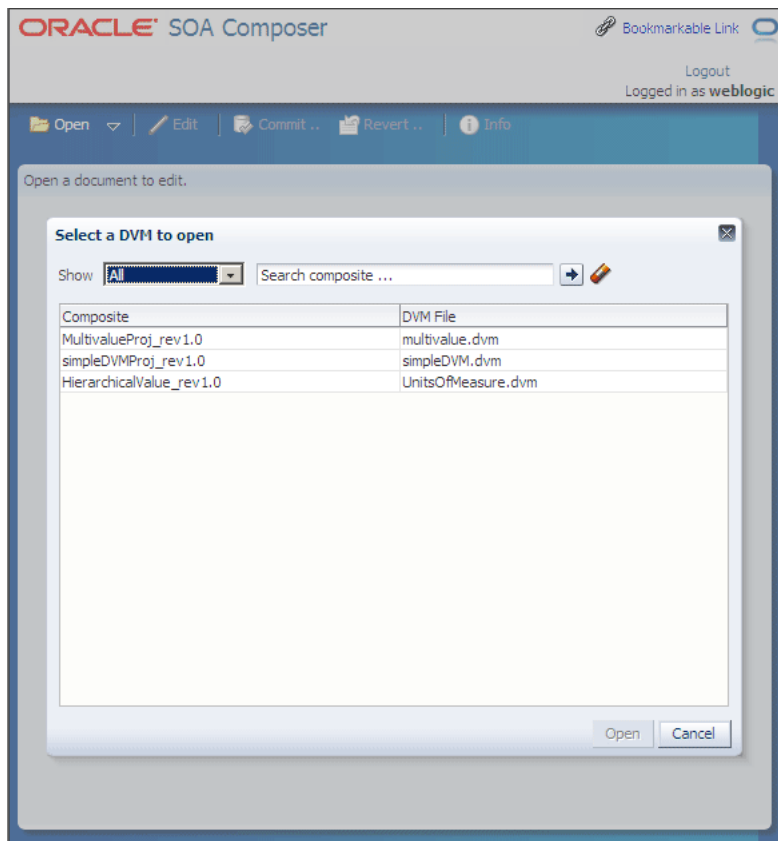 ORACLE SOA Composer
Bookmarkable Link
Logout
Logged in as weblogic
Open Edit Commit .. Revert .. Info
Open a document to edit.
Select a DVM to open
Show All Search composite ...
Composite DVM File
MultivalueProj_rev1.0 multivalue.dvm
simpleDVMProj_rev1.0 simpleDVM.dvm
HierarchicalValue_rev1.0 UnitsOfMeasure.dvm
Open Cancel